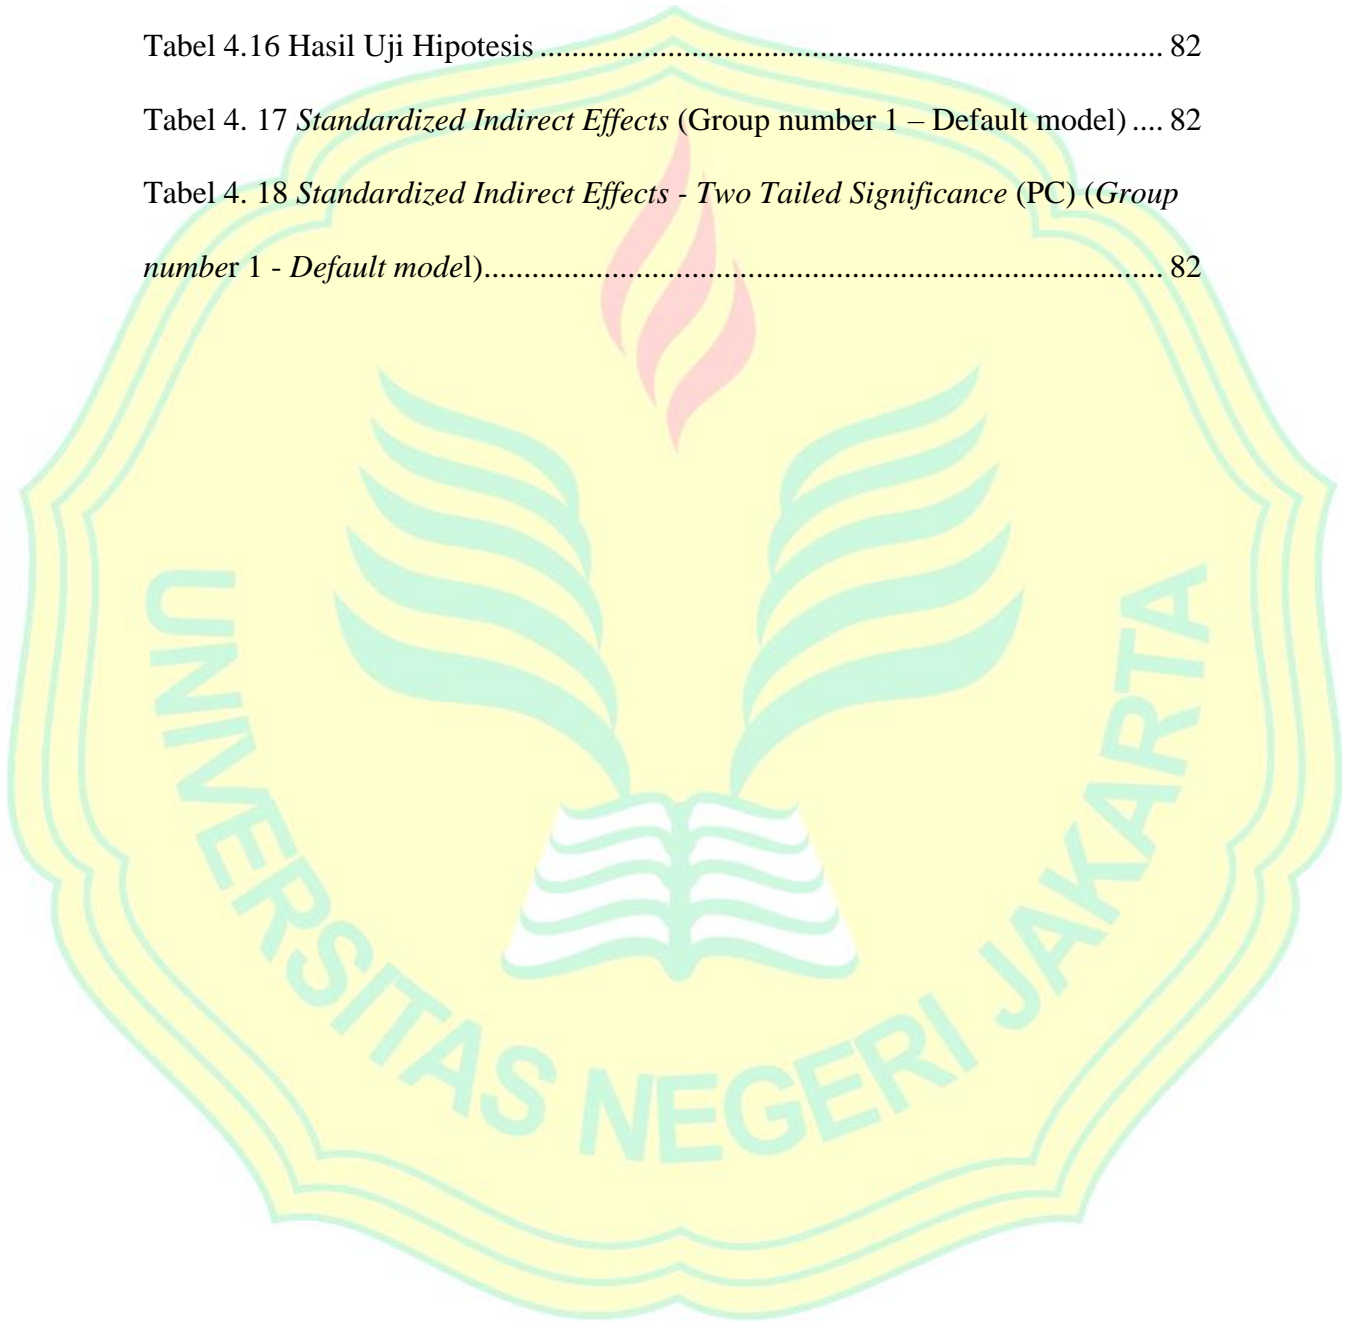 Tabel 4.16 Hasil Uji Hipotesis ............................................................................. 82
Tabel 4. 17 Standardized Indirect Effects (Group number 1 – Default model) .... 82
Tabel 4. 18 Standardized Indirect Effects - Two Tailed Significance (PC) (Group
number 1 - Default model).................................................................................... 82
UNIVERSITAS NEGERI JAKARTA